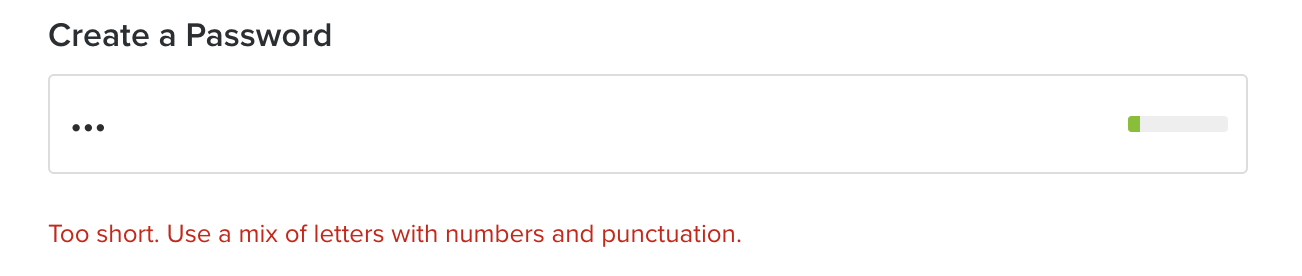 Create a Password
•••
Too short. Use a mix of letters with numbers and punctuation.